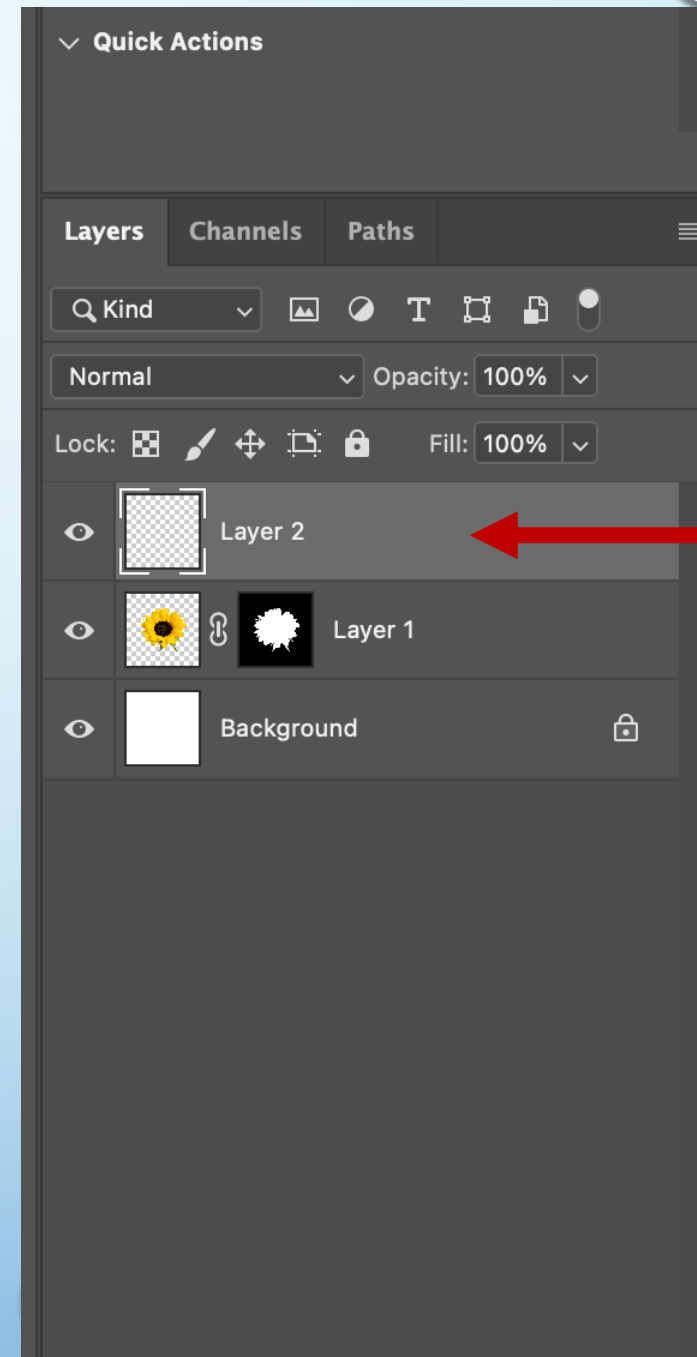 Quick Actions
Layers Channels Paths
Kind T
Normal Opacity: 100%
Lock: Fill: 100%
Layer 2
Layer 1
Background